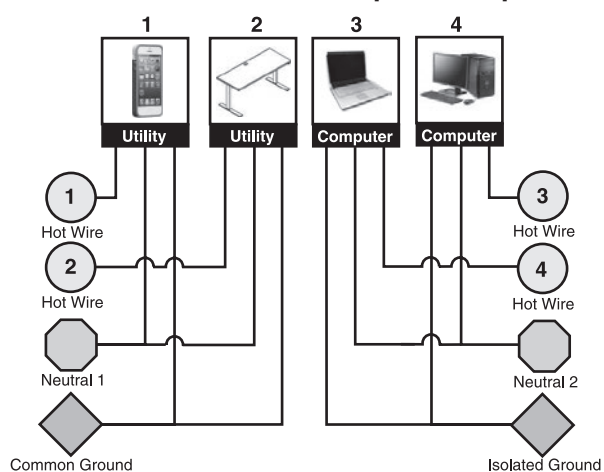 1 2 3 4
Utility Utility Computer Computer
1 3
Hot Wire Hot Wire
2 4
Hot Wire Hot Wire
Neutral 1 Neutral 2
Common Ground Isolated Ground